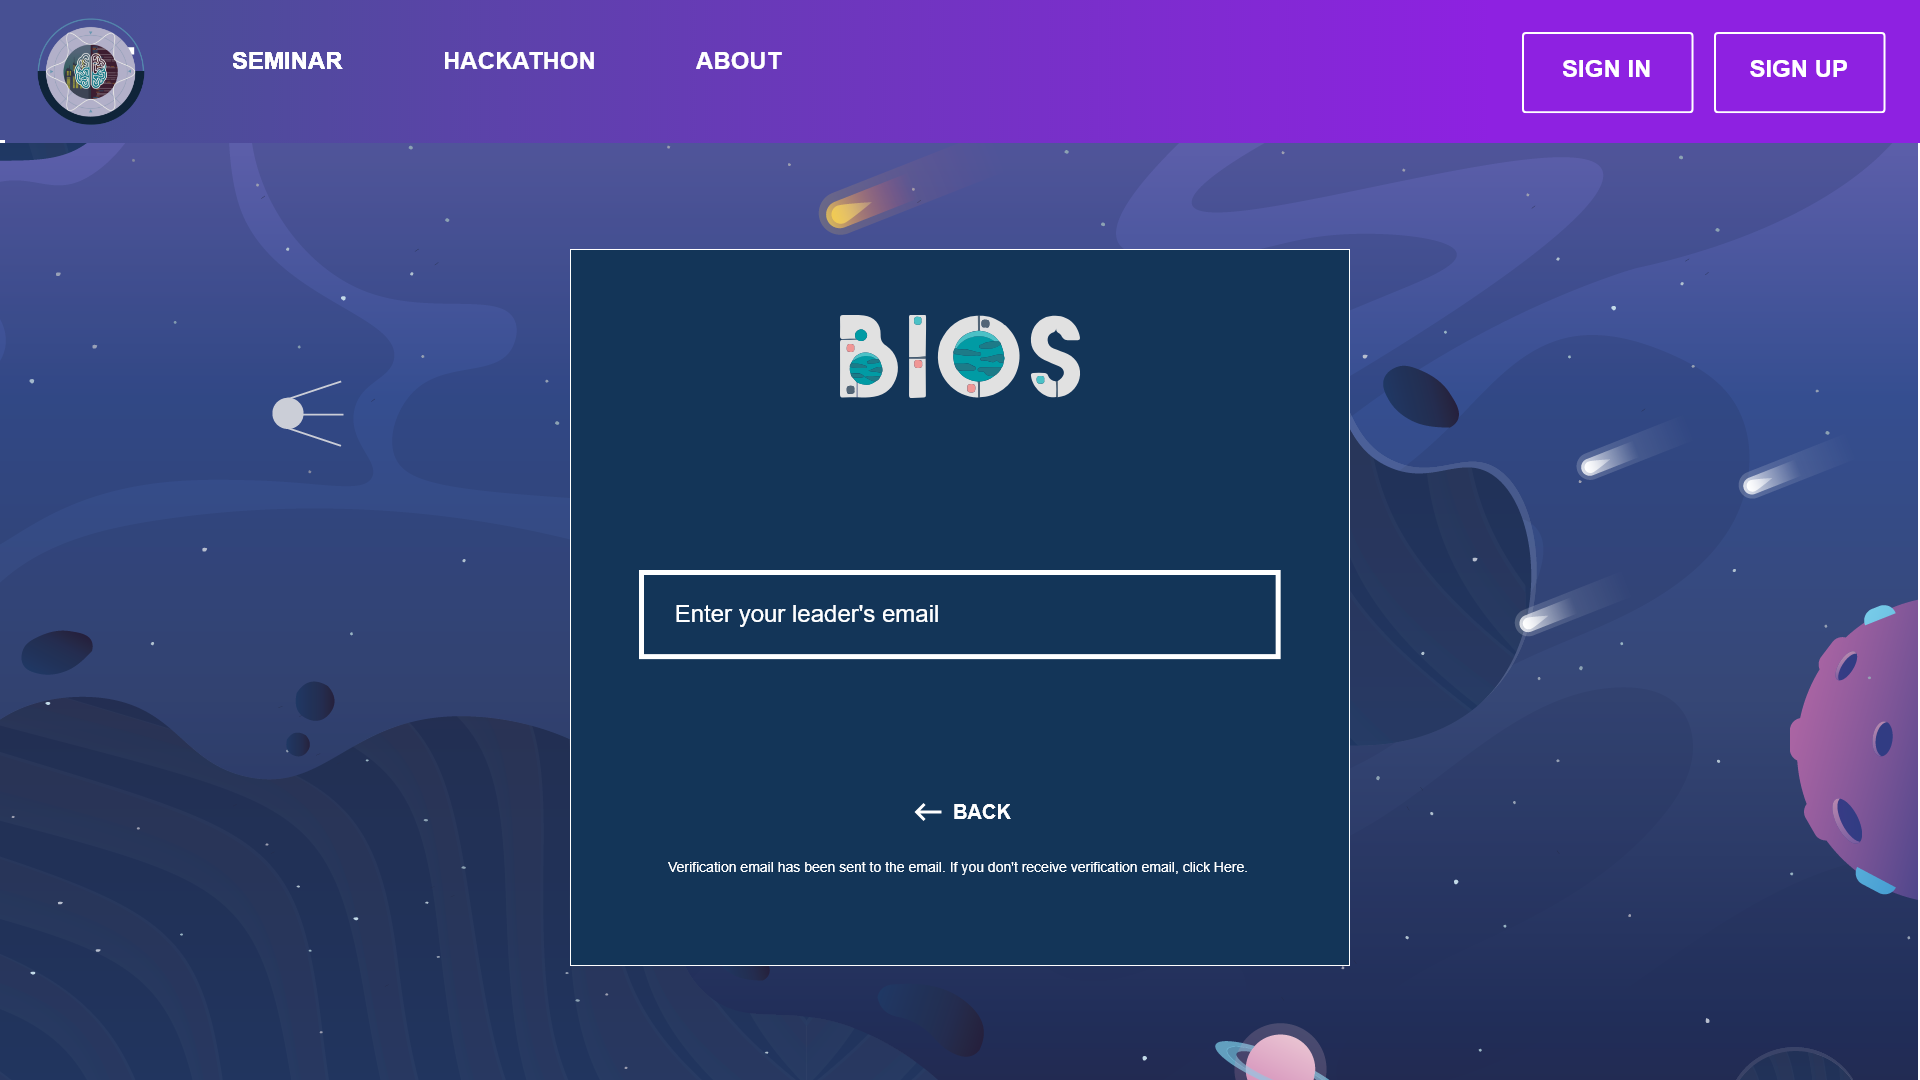 SEMINAR
HACKATHON
ABOUT
SIGN IN
SIGN UP
BIOS
Enter your leader's email
BACK
Verification email has been sent to the email. If you don't receive verification email, click Here.